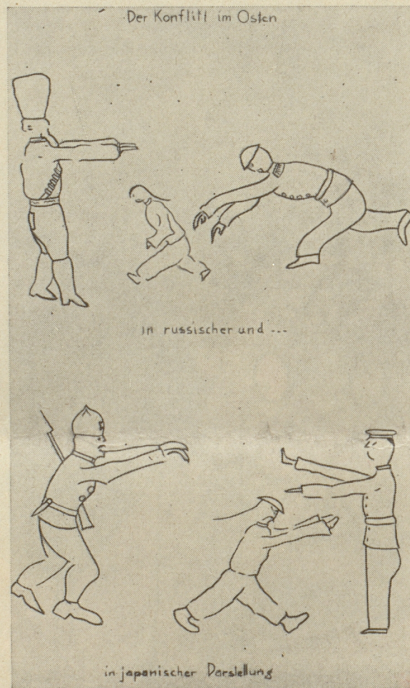 Der Konflikt im Osten
in russischer und ---
in japanischer Darstellung